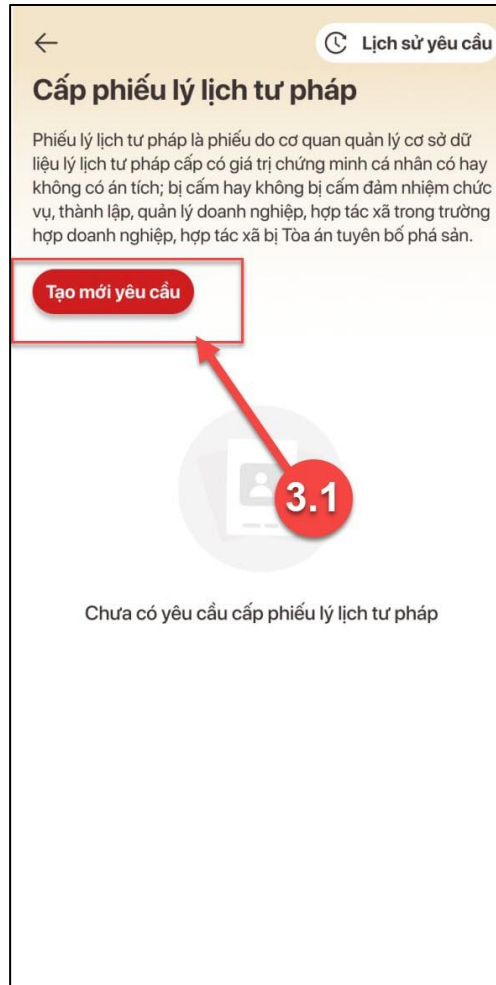 Lịch sử yêu cầu
Cấp phiếu lý lịch tư pháp
Phiếu lý lịch tư pháp là phiếu do cơ quan quản lý cơ sở dữ
liệu lý lịch tư pháp cấp có giá trị chứng minh cá nhân có hay
không có án tích; bị cấm hay không bị cấm đảm nhiệm chức
vụ, thành lập, quản lý doanh nghiệp, hợp tác xã trong trường
hợp doanh nghiệp, hợp tác xã bị Tòa án tuyên bố phá sản.
Tạo mới yêu cầu
3.1
Chưa có yêu cầu cấp phiếu lý lịch tư pháp